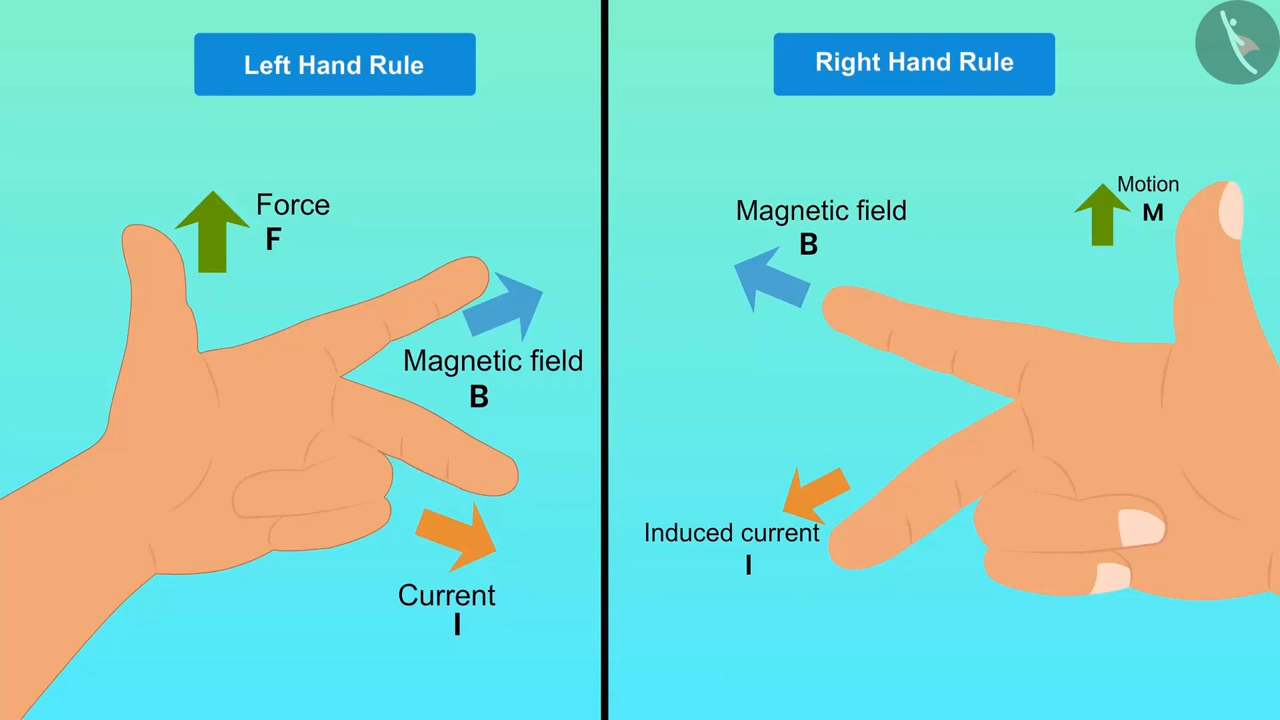 Left Hand Rule
Force
F
Magnetic field
B
Current
I
Right Hand Rule
Motion
M
Magnetic field
B
Induced current
I